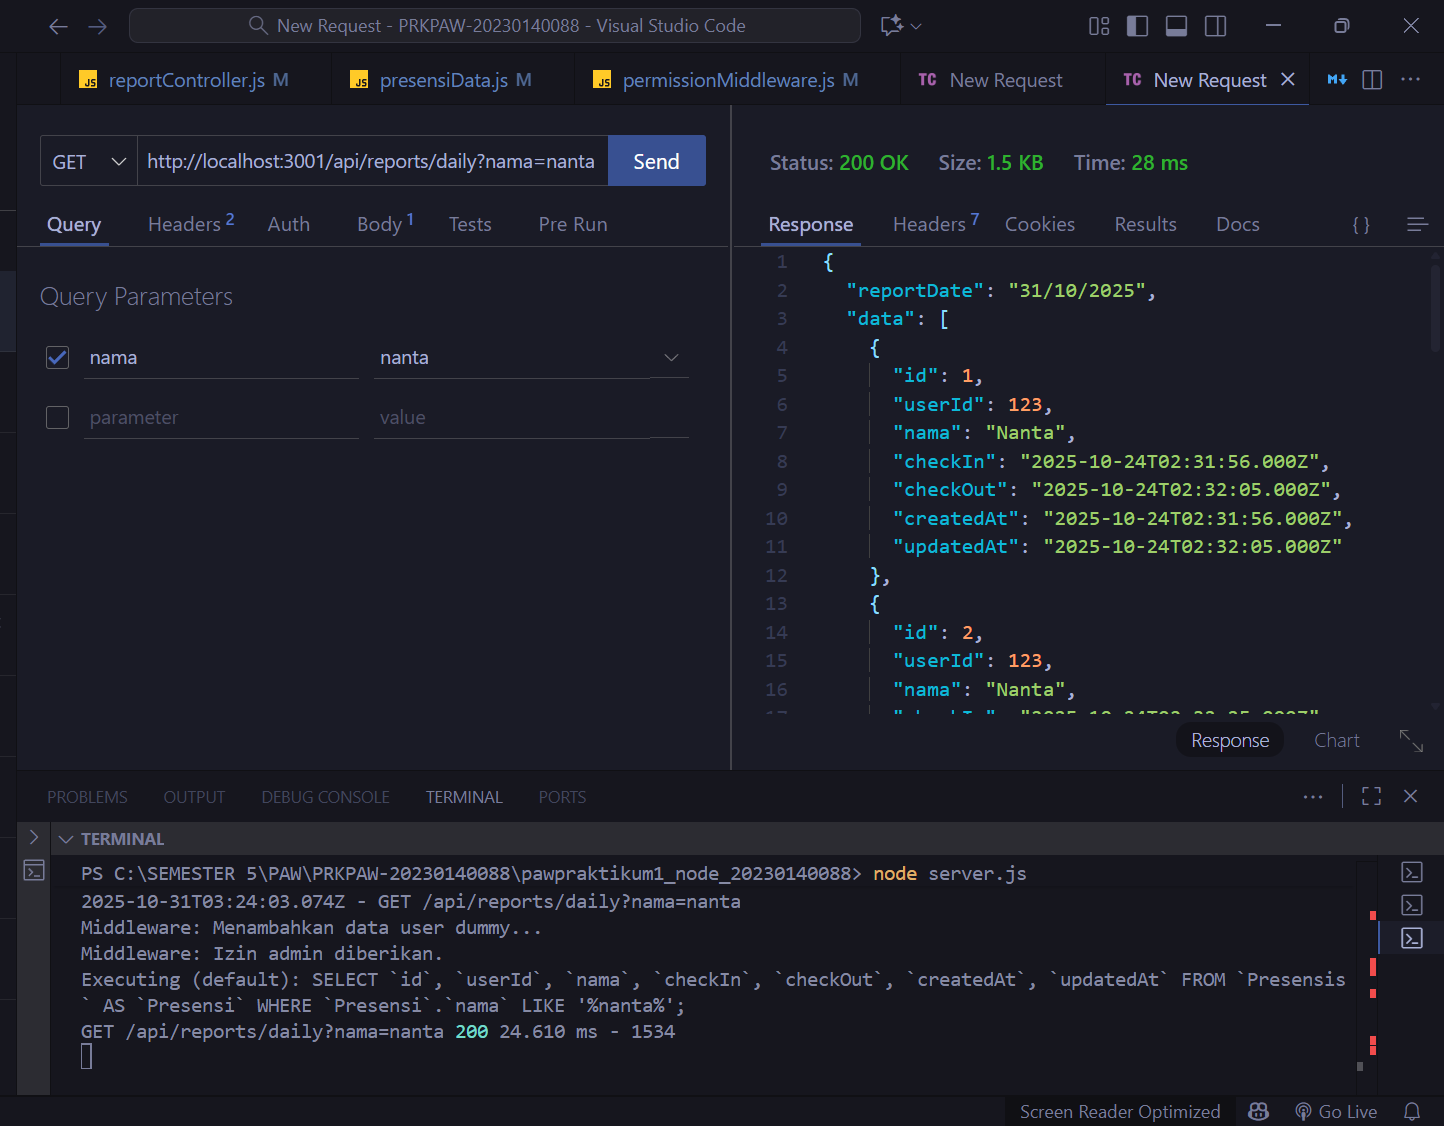 New Request - PRKPAW-20230140088 - Visual Studio Code
JS reportController.js M
JS presensiData.js M
JS permissionMiddleware.js M
TC New Request
TC New Request
GET
http://localhost:3001/api/reports/daily?nama=nanta
Send
Query
Headers 2
Auth
Body 1
Tests
Pre Run
Query Parameters
nama nanta
parameter value
Status: 200 OK Size: 1.5 KB Time: 28 ms
Response
Headers 7
Cookies
Results
Docs
{ }
1 {
2 "reportDate": "31/10/2025",
3 "data": [
4 {
5 "id": 1,
6 "userId": 123,
7 "nama": "Nanta",
8 "checkIn": "2025-10-24T02:31:56.000Z",
9 "checkOut": "2025-10-24T02:32:05.000Z",
10 "createdAt": "2025-10-24T02:31:56.000Z",
11 "updatedAt": "2025-10-24T02:32:05.000Z"
12 },
13 {
14 "id": 2,
15 "userId": 123,
16 "nama": "Nanta",
Response
Chart
PROBLEMS
OUTPUT
DEBUG CONSOLE
TERMINAL
PORTS
TERMINAL
PS C:\SEMESTER 5\PAW\PRKPAW-20230140088\pawpraktikum1_node_20230140088> node server.js
2025-10-31T03:24:03.074Z - GET /api/reports/daily?nama=nanta
Middleware: Menambahkan data user dummy...
Middleware: Izin admin diberikan.
Executing (default): SELECT `id`, `userId`, `nama`, `checkIn`, `checkOut`, `createdAt`, `updatedAt` FROM `Presensis
` AS `Presensi` WHERE `Presensi`.`nama` LIKE '%nanta%';
GET /api/reports/daily?nama=nanta 200 24.610 ms - 1534
Screen Reader Optimized
Go Live